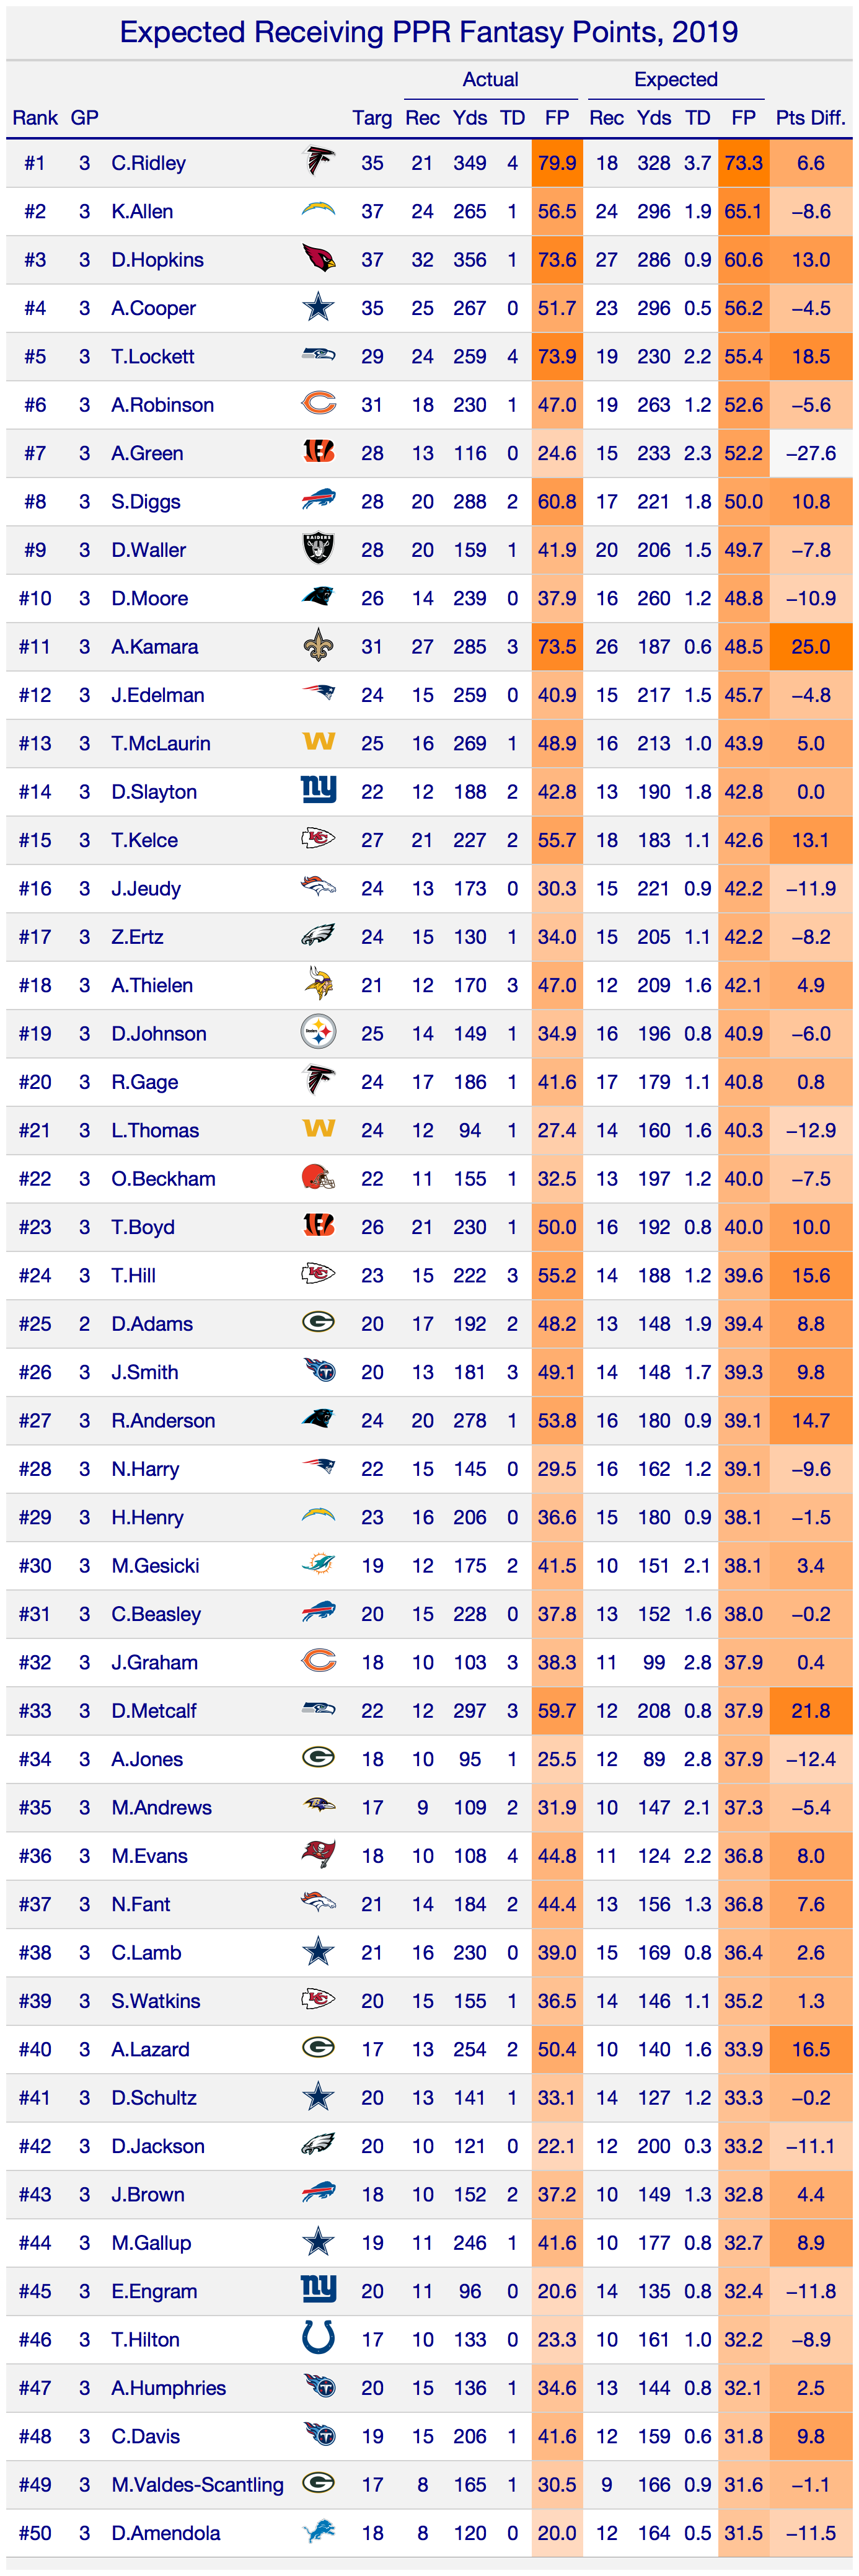 Expected Receiving PPR Fantasy Points, 2019
Actual Expected
Rank GP Targ Rec Yds TD FP Rec Yds TD FP Pts Diff.
#1 3 C.Ridley 35 21 349 4 79.9 18 328 3.7 73.3 6.6
#2 3 K.Allen 37 24 265 1 56.5 24 296 1.9 65.1 −8.6
#3 3 D.Hopkins 37 32 356 1 73.6 27 286 0.9 60.6 13.0
#4 3 A.Cooper 35 25 267 0 51.7 23 296 0.5 56.2 −4.5
#5 3 T.Lockett 29 24 259 4 73.9 19 230 2.2 55.4 18.5
#6 3 A.Robinson 31 18 230 1 47.0 19 263 1.2 52.6 −5.6
#7 3 A.Green 28 13 116 0 24.6 15 233 2.3 52.2 −27.6
#8 3 S.Diggs 28 20 288 2 60.8 17 221 1.8 50.0 10.8
#9 3 D.Waller RAIDERS 28 20 159 1 41.9 20 206 1.5 49.7 −7.8
#10 3 D.Moore 26 14 239 0 37.9 16 260 1.2 48.8 −10.9
#11 3 A.Kamara 31 27 285 3 73.5 26 187 0.6 48.5 25.0
#12 3 J.Edelman 24 15 259 0 40.9 15 217 1.5 45.7 −4.8
#13 3 T.McLaurin W 25 16 269 1 48.9 16 213 1.0 43.9 5.0
#14 3 D.Slayton ny 22 12 188 2 42.8 13 190 1.8 42.8 0.0
#15 3 T.Kelce KC 27 21 227 2 55.7 18 183 1.1 42.6 13.1
#16 3 J.Jeudy 24 13 173 0 30.3 15 221 0.9 42.2 −11.9
#17 3 Z.Ertz 24 15 130 1 34.0 15 205 1.1 42.2 −8.2
#18 3 A.Thielen 21 12 170 3 47.0 12 209 1.6 42.1 4.9
#19 3 D.Johnson Steelers 25 14 149 1 34.9 16 196 0.8 40.9 −6.0
#20 3 R.Gage 24 17 186 1 41.6 17 179 1.1 40.8 0.8
#21 3 L.Thomas W 24 12 94 1 27.4 14 160 1.6 40.3 −12.9
#22 3 O.Beckham 22 11 155 1 32.5 13 197 1.2 40.0 −7.5
#23 3 T.Boyd 26 21 230 1 50.0 16 192 0.8 40.0 10.0
#24 3 T.Hill KC 23 15 222 3 55.2 14 188 1.2 39.6 15.6
#25 2 D.Adams G 20 17 192 2 48.2 13 148 1.9 39.4 8.8
#26 3 J.Smith T 20 13 181 3 49.1 14 148 1.7 39.3 9.8
#27 3 R.Anderson 24 20 278 1 53.8 16 180 0.9 39.1 14.7
#28 3 N.Harry 22 15 145 0 29.5 16 162 1.2 39.1 −9.6
#29 3 H.Henry 23 16 206 0 36.6 15 180 0.9 38.1 −1.5
#30 3 M.Gesicki 19 12 175 2 41.5 10 151 2.1 38.1 3.4
#31 3 C.Beasley 20 15 228 0 37.8 13 152 1.6 38.0 −0.2
#32 3 J.Graham C 18 10 103 3 38.3 11 99 2.8 37.9 0.4
#33 3 D.Metcalf 22 12 297 3 59.7 12 208 0.8 37.9 21.8
#34 3 A.Jones G 18 10 95 1 25.5 12 89 2.8 37.9 −12.4
#35 3 M.Andrews 17 9 109 2 31.9 10 147 2.1 37.3 −5.4
#36 3 M.Evans 18 10 108 4 44.8 11 124 2.2 36.8 8.0
#37 3 N.Fant 21 14 184 2 44.4 13 156 1.3 36.8 7.6
#38 3 C.Lamb 21 16 230 0 39.0 15 169 0.8 36.4 2.6
#39 3 S.Watkins KC 20 15 155 1 36.5 14 146 1.1 35.2 1.3
#40 3 A.Lazard G 17 13 254 2 50.4 10 140 1.6 33.9 16.5
#41 3 D.Schultz 20 13 141 1 33.1 14 127 1.2 33.3 −0.2
#42 3 D.Jackson 20 10 121 0 22.1 12 200 0.3 33.2 −11.1
#43 3 J.Brown 18 10 152 2 37.2 10 149 1.3 32.8 4.4
#44 3 M.Gallup 19 11 246 1 41.6 10 177 0.8 32.7 8.9
#45 3 E.Engram ny 20 11 96 0 20.6 14 135 0.8 32.4 −11.8
#46 3 T.Hilton 17 10 133 0 23.3 10 161 1.0 32.2 −8.9
#47 3 A.Humphries T 20 15 136 1 34.6 13 144 0.8 32.1 2.5
#48 3 C.Davis T 19 15 206 1 41.6 12 159 0.6 31.8 9.8
#49 3 M.Valdes-Scantling G 17 8 165 1 30.5 9 166 0.9 31.6 −1.1
#50 3 D.Amendola 18 8 120 0 20.0 12 164 0.5 31.5 −11.5